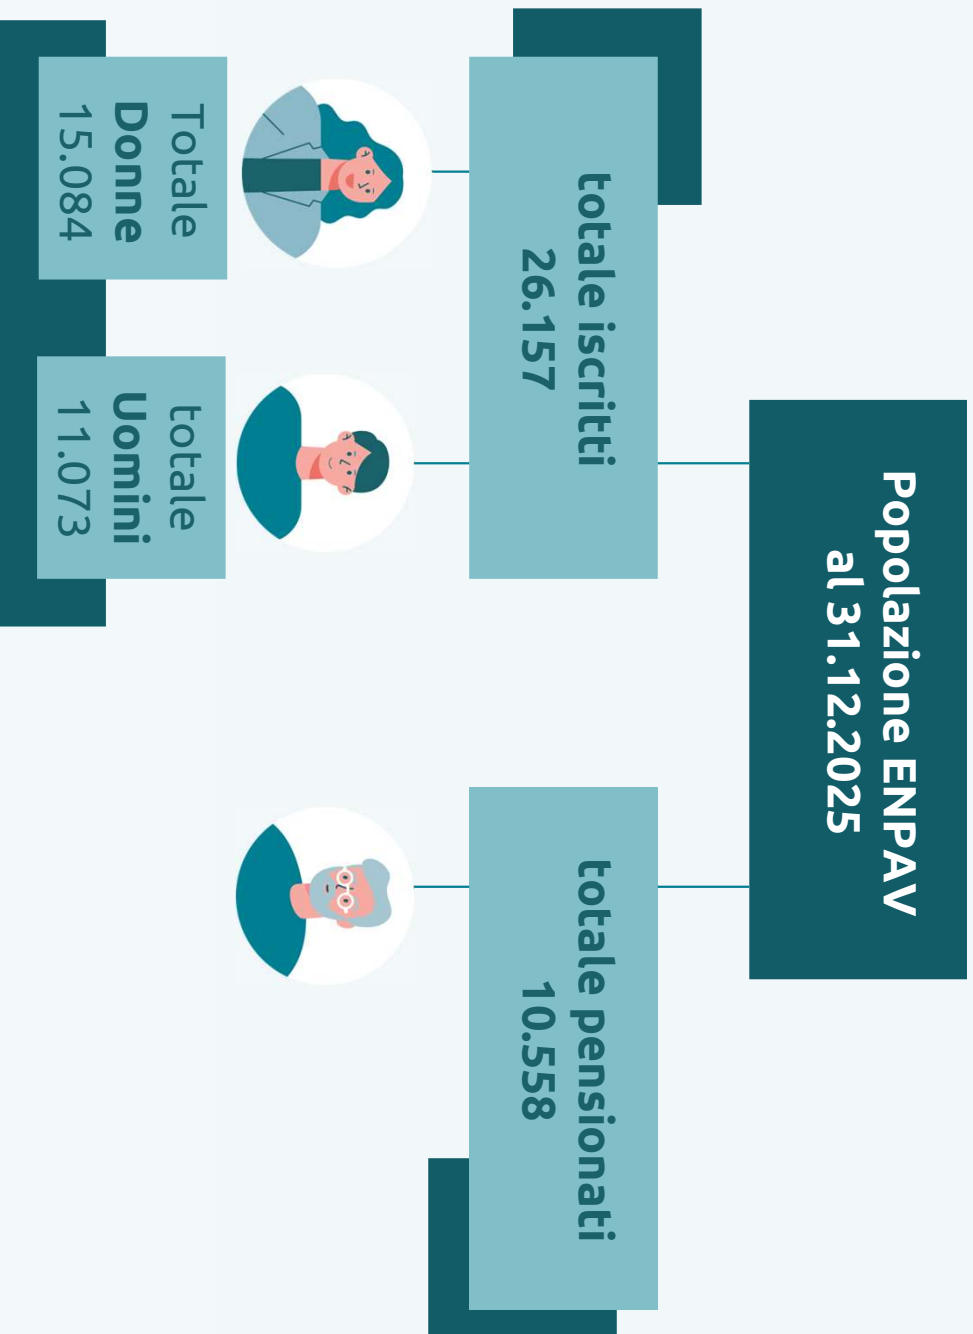 Popolazione ENPAV
al 31.12.2025
totale iscritti
26.157
totale pensionati
10.558
Totale
Donne
15.084
totale
Uomini
11.073